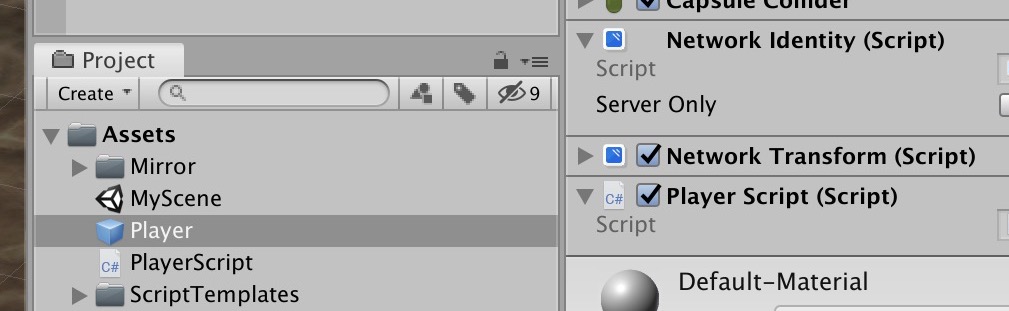 Project
Create
9
Assets
Mirror
MyScene
Player
C# PlayerScript
ScriptTemplates
Capsule Collider
Network Identity (Script)
Script
Server Only
Network Transform (Script)
C# Player Script (Script)
Script
Default-Material